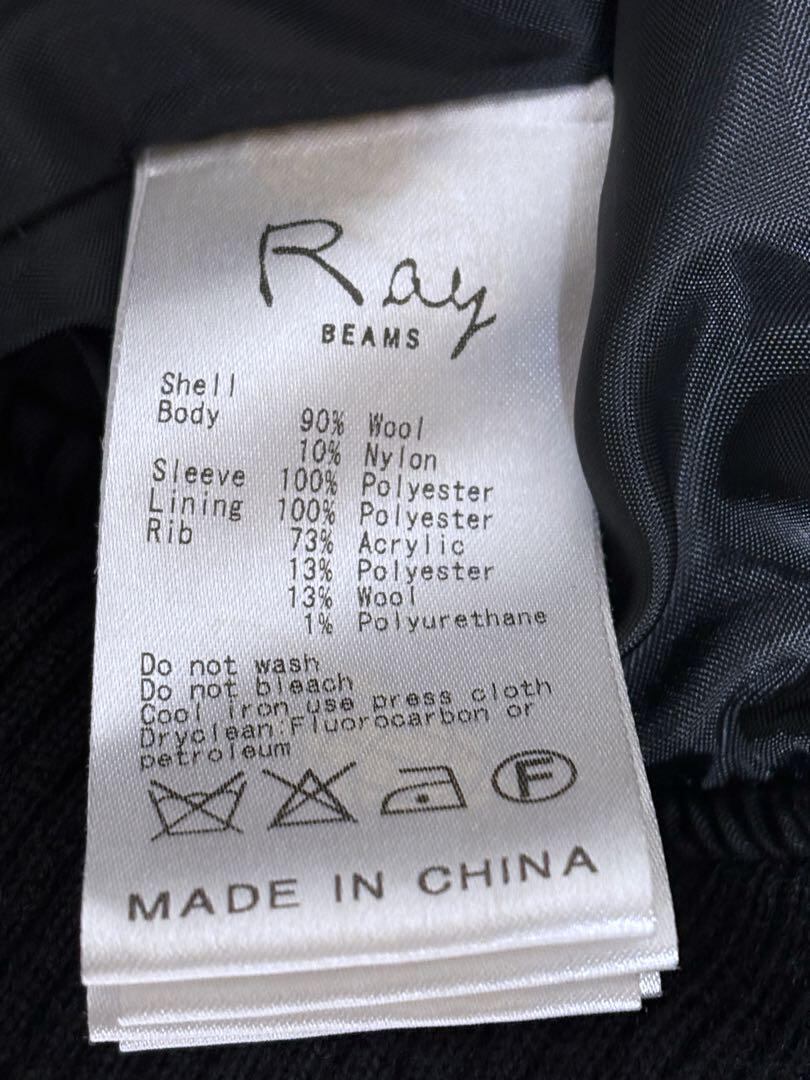 Ray
BEAMS
Shell
Body 90% Wool
10% Nylon
Sleeve 100% Polyester
Lining 100% Polyester
Rib 73% Acrylic
13% Polyester
13% Wool
1% Polyurethane
Do not wash
Do not bleach
Cool iron use press cloth
Dryclean:Fluorocarbon or
petroleum
F
MADE IN CHINA